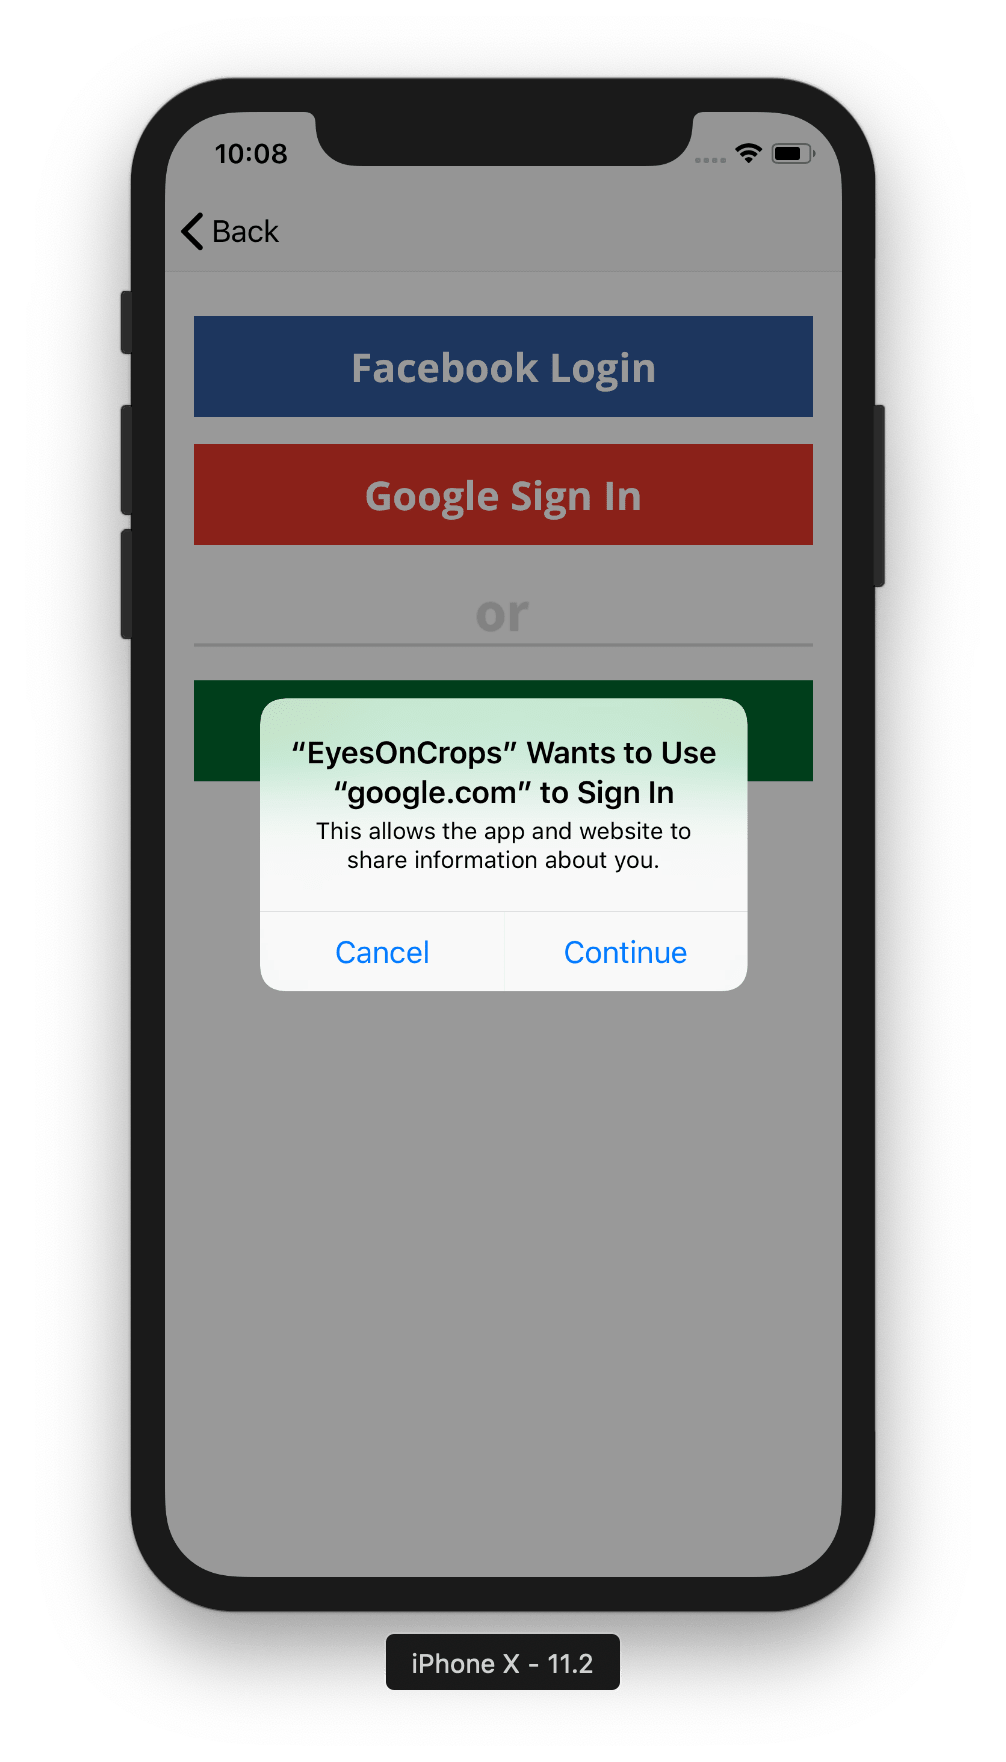 10:08
Back
Facebook Login
Google Sign In
or
“EyesOnCrops” Wants to Use
“google.com” to Sign In
This allows the app and website to
share information about you.
Cancel
Continue
iPhone X - 11.2